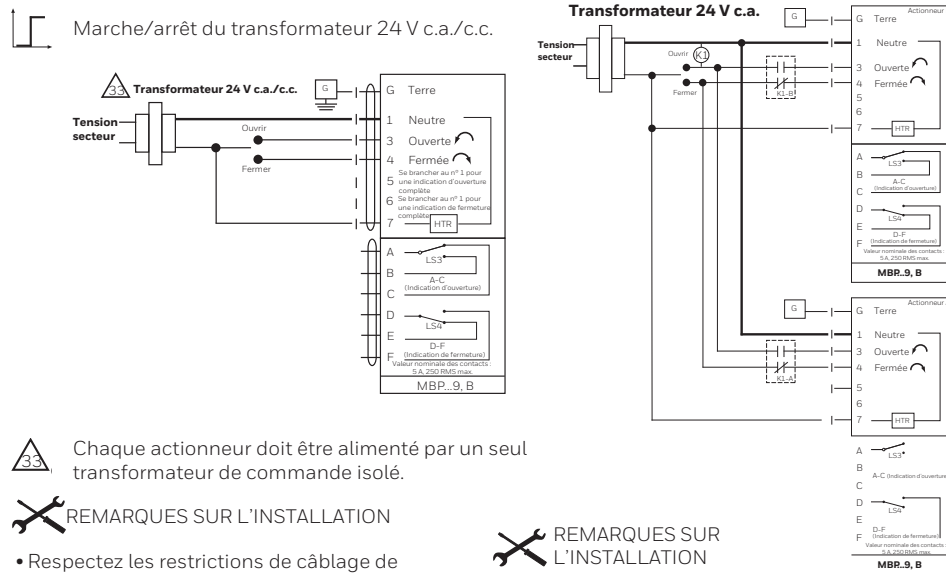 Marche/arrêt du transformateur 24 V c.a./c.c.
33
Transformateur 24 V c.a./c.c.
Tension
secteur
Ouvrir
Fermer
G
G Terre
1 Neutre
3 Ouverte
4 Fermée
5 Se brancher au nº 1 pour
une indication d'ouverture
complète
6 Se brancher au nº 1 pour
une indication de fermeture
complète
7 HTR
A
LS3
B
A-C
(Indication d'ouverture)
C
D
LS4
E
D-F
(Indication de fermeture)
F
Valeur nominale des contacts :
5 A, 250 RMS max.
MBP...9, B
33
Chaque actionneur doit être alimenté par un seul
transformateur de commande isolé.
REMARQUES SUR L'INSTALLATION
• Respectez les restrictions de câblage de
Transformateur 24 V c.a.
Tension
secteur
Ouvrir
K1
Fermer
K1-B
G
Actionneur
G Terre
1 Neutre
3 Ouverte
4 Fermée
5
6
7 HTR
A
LS3
B
A-C
(Indication d'ouverture)
C
D
LS4
E
D-F
(Indication de fermeture)
F
Valeur nominale des contacts :
5 A, 250 RMS max.
MBP...9, B
G
Actionneur
G Terre
1 Neutre
3 Ouverte
4 Fermée
K1-A
5
6
7 HTR
A
LS3
B
A-C (Indication d'ouverture
C
D
LS4
E
D-F
(Indication de fermeture)
F
Valeur nominale des contacts :
5 A, 250 RMS max.
MBP...9, B
REMARQUES SUR
L'INSTALLATION